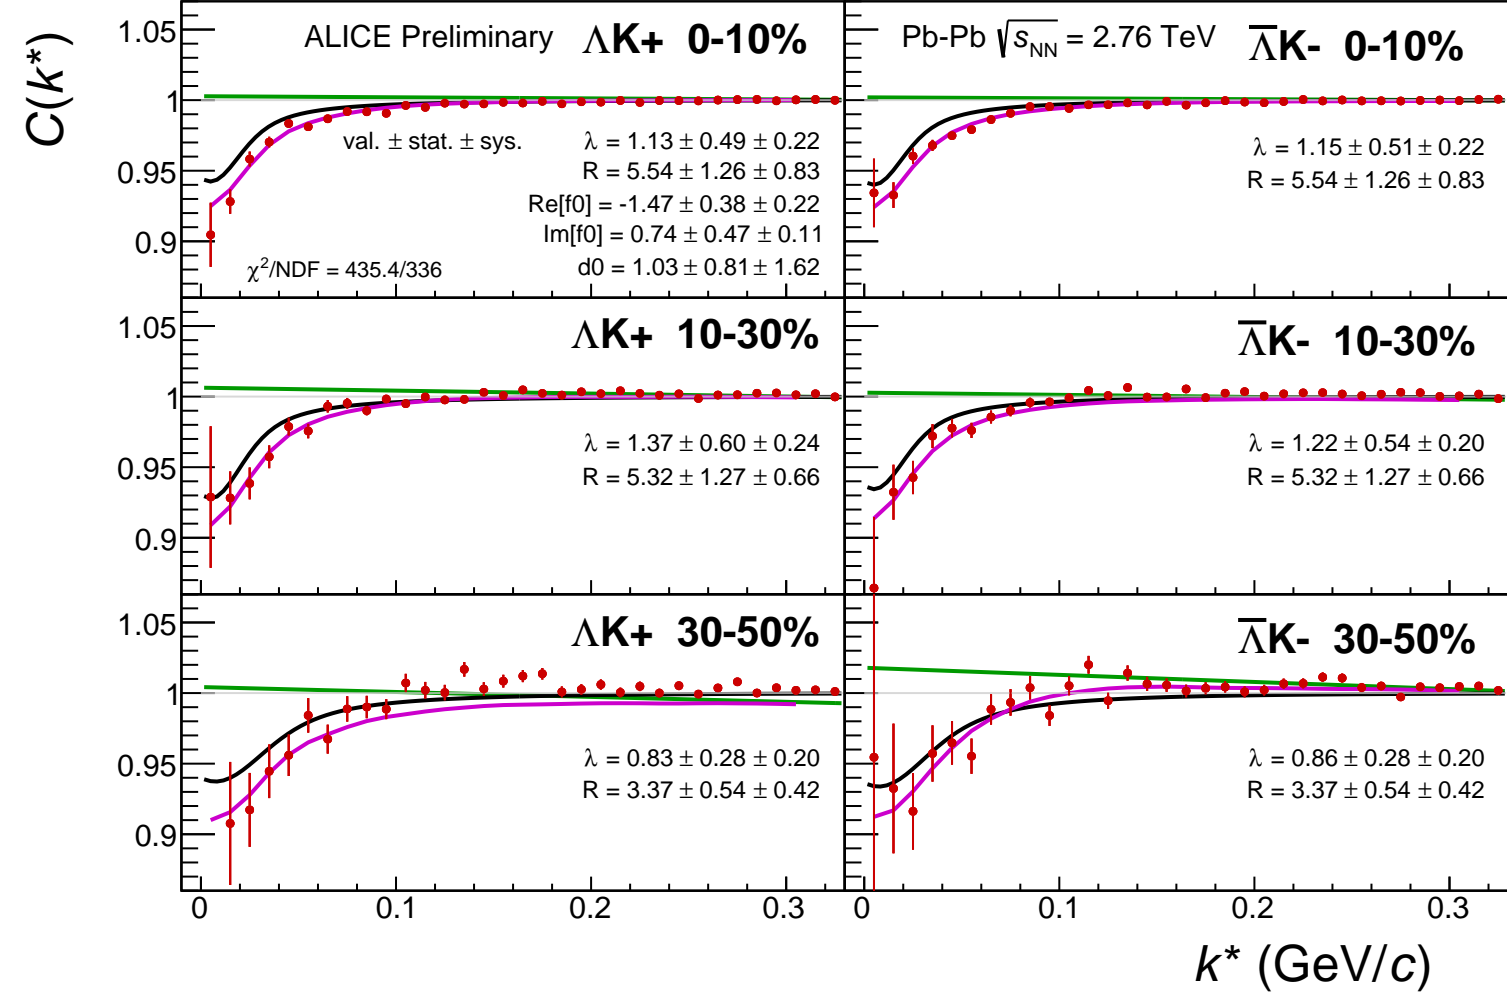 C(k*)
ALICE Preliminary ΛK+ 0-10%
1.05
1
0.95
0.9
val. ± stat. ± sys.
λ = 1.13 ± 0.49 ± 0.22
R = 5.54 ± 1.26 ± 0.83
Re[f0] = -1.47 ± 0.38 ± 0.22
Im[f0] = 0.74 ± 0.47 ± 0.11
d0 = 1.03 ± 0.81 ± 1.62
χ²/NDF = 435.4/336
Pb-Pb √s_NN = 2.76 TeV Λ̅K- 0-10%
λ = 1.15 ± 0.51 ± 0.22
R = 5.54 ± 1.26 ± 0.83
ΛK+ 10-30%
1.05
1
0.95
0.9
λ = 1.37 ± 0.60 ± 0.24
R = 5.32 ± 1.27 ± 0.66
Λ̅K- 10-30%
λ = 1.22 ± 0.54 ± 0.20
R = 5.32 ± 1.27 ± 0.66
ΛK+ 30-50%
1.05
1
0.95
0.9
λ = 0.83 ± 0.28 ± 0.20
R = 3.37 ± 0.54 ± 0.42
Λ̅K- 30-50%
λ = 0.86 ± 0.28 ± 0.20
R = 3.37 ± 0.54 ± 0.42
0 0.1 0.2 0.3 0 0.1 0.2 0.3
k* (GeV/c)